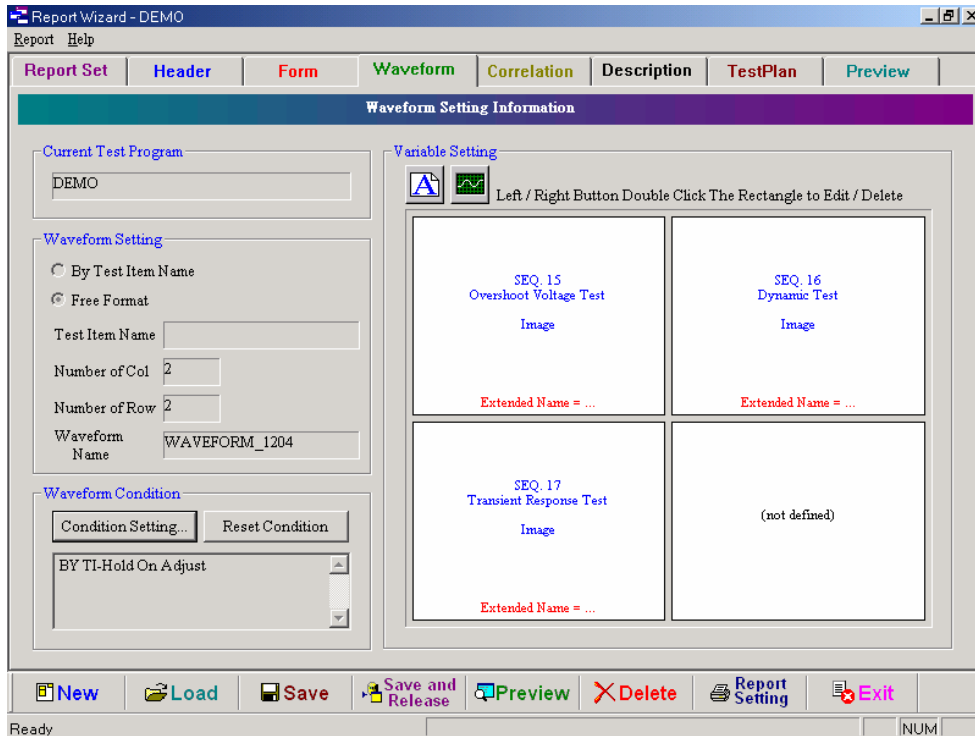 Report Wizard - DEMO
Report Help
Report Set Header Form Waveform Correlation Description TestPlan Preview
Waveform Setting Information
Current Test Program
DEMO
Waveform Setting
By Test Item Name
Free Format
Test Item Name
Number of Col 2
Number of Row 2
Waveform Name WAVEFORM_1204
Waveform Condition
Condition Setting... Reset Condition
BY TI-Hold On Adjust
Variable Setting
A Left / Right Button Double Click The Rectangle to Edit / Delete
SEQ. 15
Overshoot Voltage Test
Image
Extended Name = ...
SEQ. 16
Dynamic Test
Image
Extended Name = ...
SEQ. 17
Transient Response Test
Image
Extended Name = ...
(not defined)
New Load Save Save and Release Preview Delete Report Setting Exit
Ready NUM